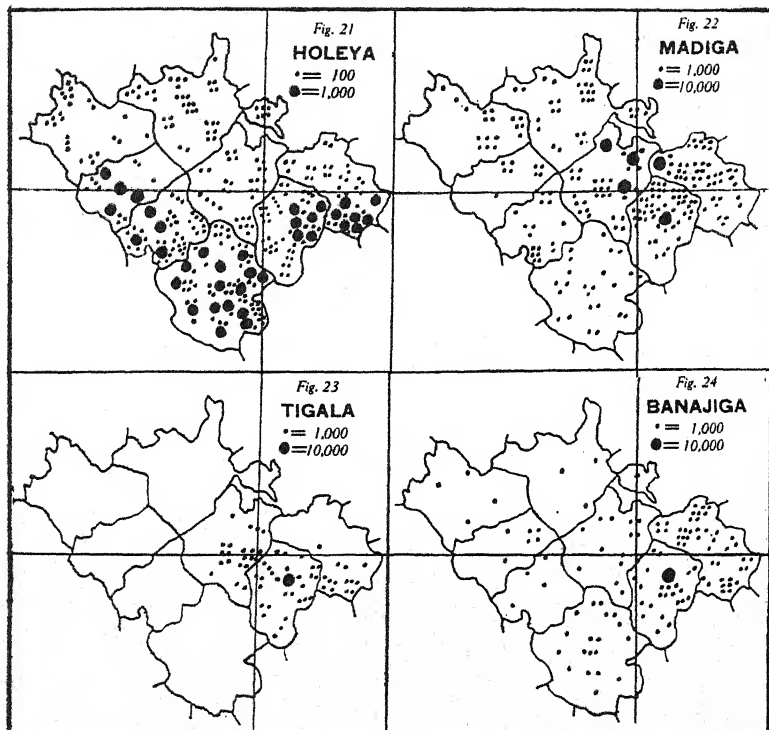 Fig. 21
HOLEYA
• = 100
● = 1,000
Fig. 22
MADIGA
• = 1,000
● = 10,000
Fig. 23
TIGALA
• = 1,000
● = 10,000
Fig. 24
BANAJIGA
• = 1,000
● = 10,000